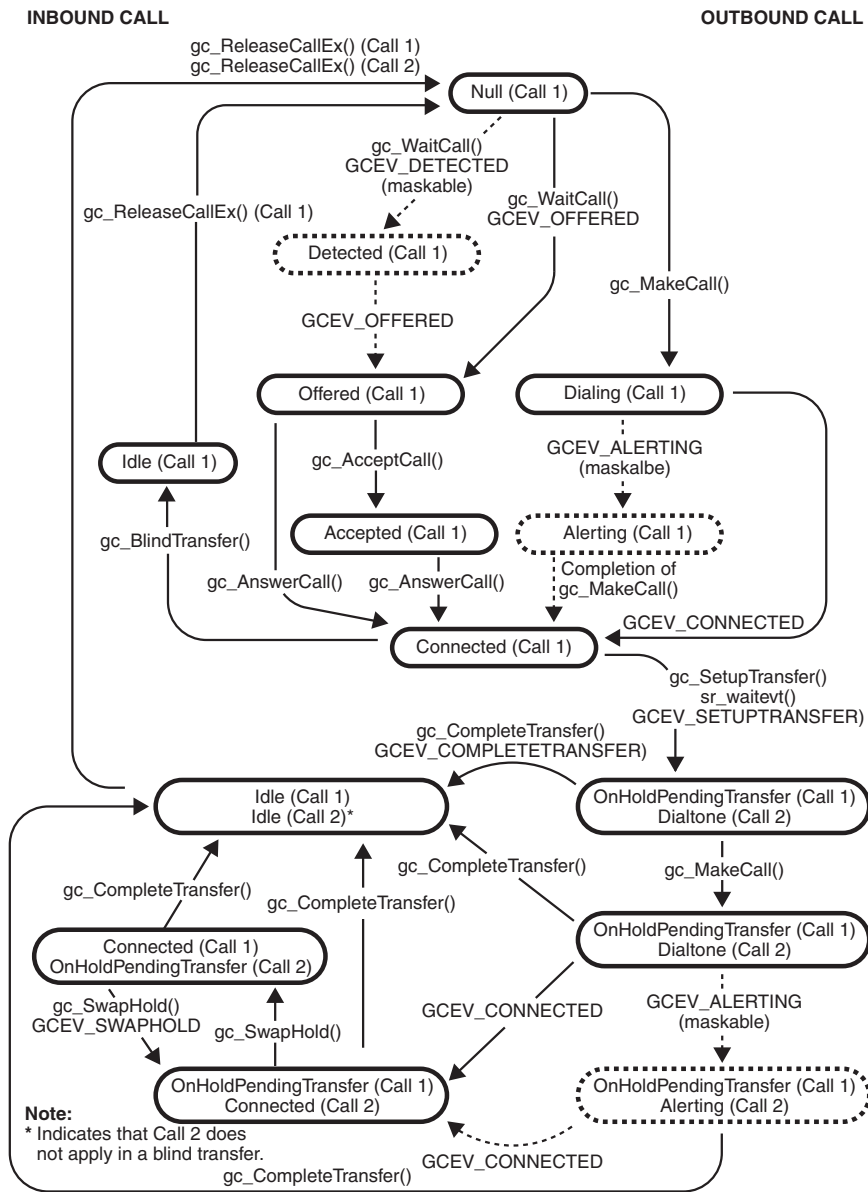 INBOUND CALL
OUTBOUND CALL
gc_ReleaseCallEx() (Call 1)
gc_ReleaseCallEx() (Call 2)
Null (Call 1)
gc_WaitCall()
GCEV_DETECTED
(maskable)
gc_WaitCall()
GCEV_OFFERED
gc_ReleaseCallEx() (Call 1)
Detected (Call 1)
gc_MakeCall()
GCEV_OFFERED
Offered (Call 1)
Dialing (Call 1)
Idle (Call 1)
gc_AcceptCall()
GCEV_ALERTING
(maskalbe)
gc_BlindTransfer()
Accepted (Call 1)
Alerting (Call 1)
gc_AnswerCall()
gc_AnswerCall()
Completion of
gc_MakeCall()
Connected (Call 1)
GCEV_CONNECTED
gc_SetupTransfer()
sr_waitevt()
GCEV_SETUPTRANSFER)
gc_CompleteTransfer()
GCEV_COMPLETETRANSFER)
Idle (Call 1)
Idle (Call 2)*
OnHoldPendingTransfer (Call 1)
Dialtone (Call 2)
gc_CompleteTransfer()
gc_CompleteTransfer()
gc_CompleteTransfer()
gc_MakeCall()
Connected (Call 1)
OnHoldPendingTransfer (Call 2)
OnHoldPendingTransfer (Call 1)
Dialtone (Call 2)
gc_SwapHold()
GCEV_SWAPHOLD
gc_SwapHold()
GCEV_CONNECTED
GCEV_ALERTING
(maskable)
OnHoldPendingTransfer (Call 1)
Connected (Call 2)
OnHoldPendingTransfer (Call 1)
Alerting (Call 2)
Note:
* Indicates that Call 2 does
not apply in a blind transfer.
GCEV_CONNECTED
gc_CompleteTransfer()